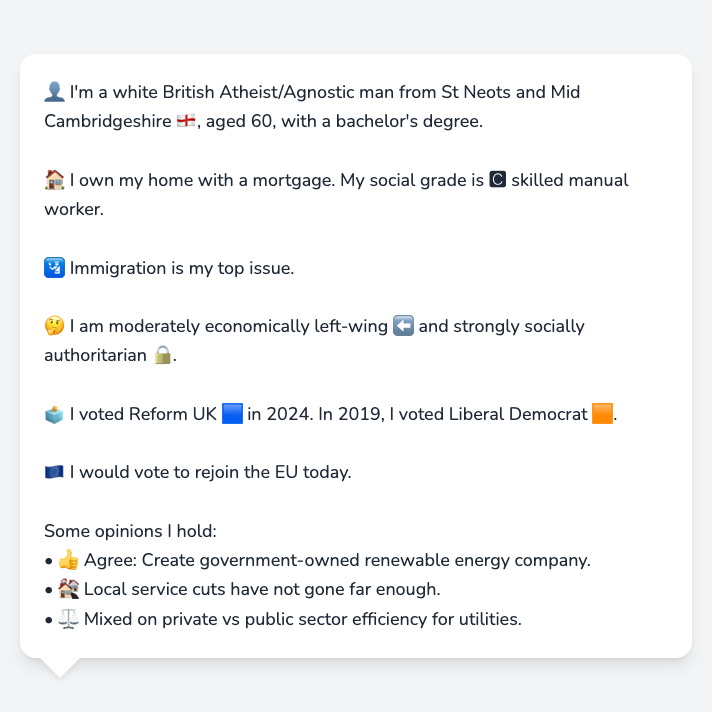 👤 I'm a white British Atheist/Agnostic man from St Neots and Mid
Cambridgeshire 🏴󠁧󠁢󠁥󠁮󠁧󠁿, aged 60, with a bachelor's degree.
🏠 I own my home with a mortgage. My social grade is 🅲 skilled manual
worker.
🛂 Immigration is my top issue.
🤔 I am moderately economically left-wing ⬅️ and strongly socially
authoritarian 🔒.
🗳️ I voted Reform UK 🟦 in 2024. In 2019, I voted Liberal Democrat 🟧.
🇪🇺 I would vote to rejoin the EU today.
Some opinions I hold:
• 👍 Agree: Create government-owned renewable energy company.
• 🏚️ Local service cuts have not gone far enough.
• ⚖️ Mixed on private vs public sector efficiency for utilities.